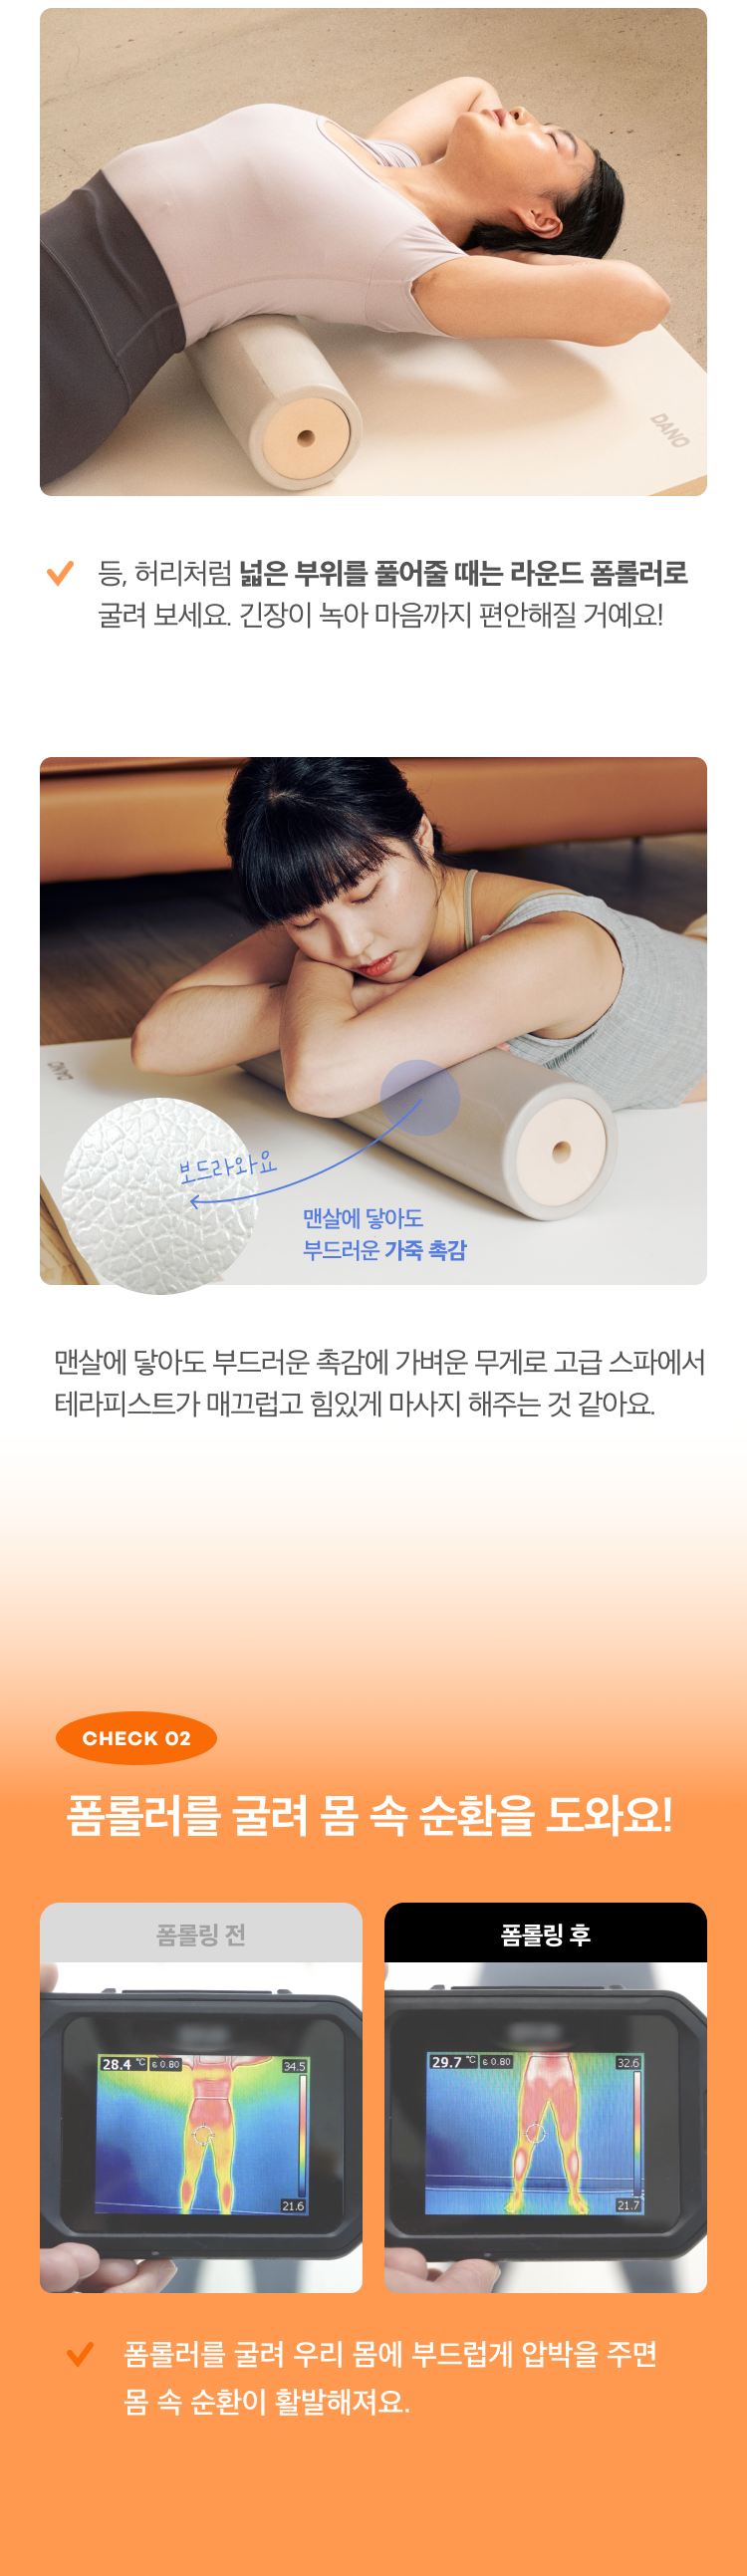 DANO
등, 허리처럼 넓은 부위를 풀어줄 때는 라운드 폼롤러로
굴려 보세요. 긴장이 녹아 마음까지 편안해질 거예요!
DANO
보드라와요
맨살에 닿아도
부드러운 가죽 촉감
맨살에 닿아도 부드러운 촉감에 가벼운 무게로 고급 스파에서
테라피스트가 매끄럽고 힘있게 마사지 해주는 것 같아요.
CHECK 02
폼롤러를 굴려 몸 속 순환을 도와요!
폼롤링 전
28.4 °C ε 0.80 34.5
21.6
폼롤링 후
29.7 °C ε 0.80 32.6
21.7
폼롤러를 굴려 우리 몸에 부드럽게 압박을 주면
몸 속 순환이 활발해져요.